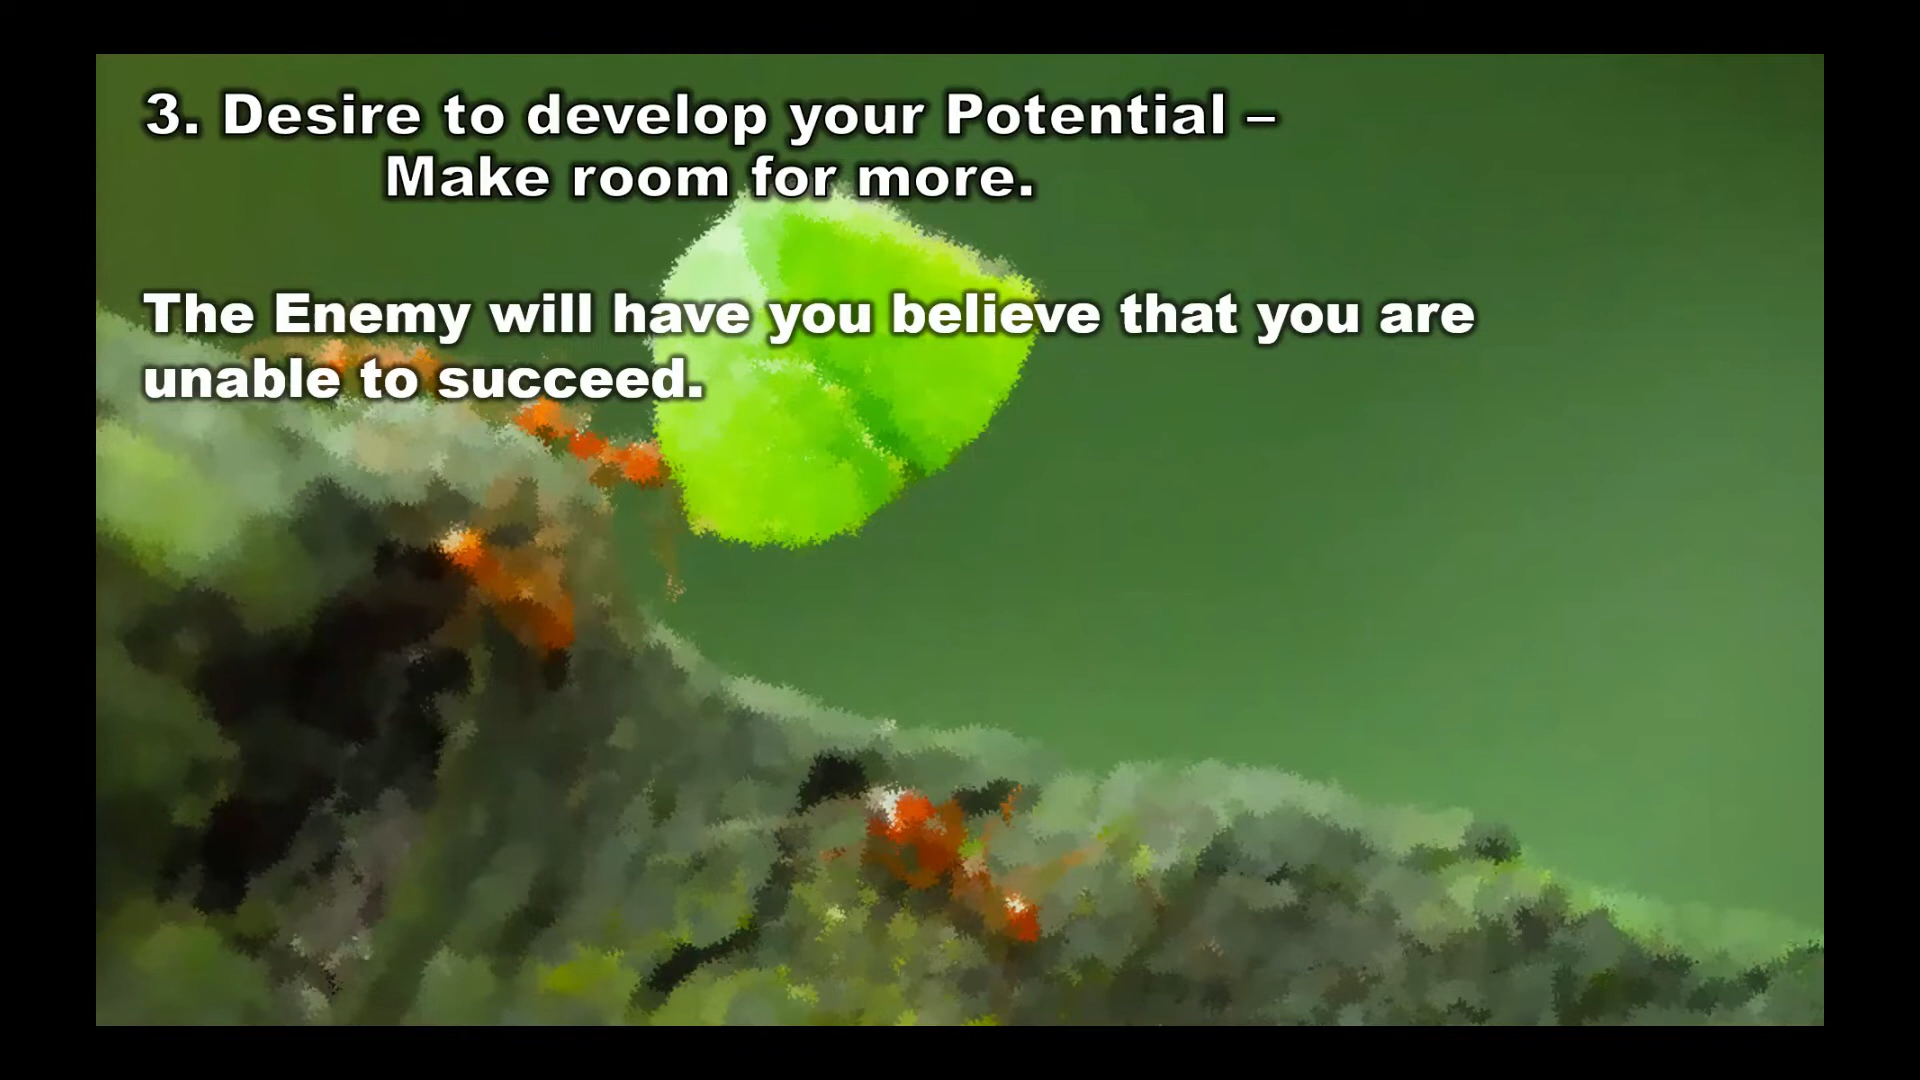 3. Desire to develop your Potential –
Make room for more.
The Enemy will have you believe that you are
unable to succeed.